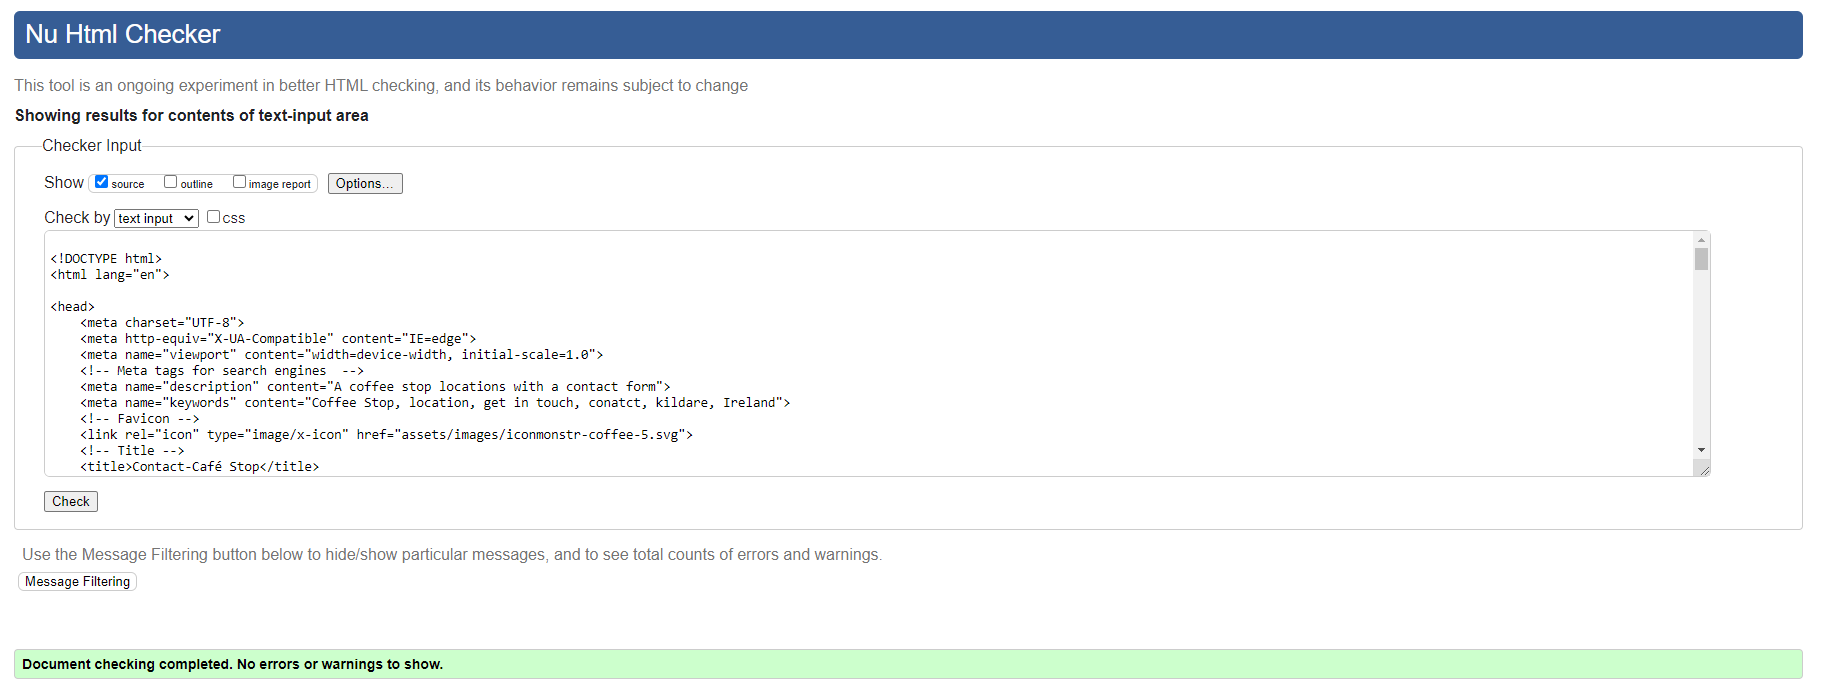 Nu Html Checker
This tool is an ongoing experiment in better HTML checking, and its behavior remains subject to change
Showing results for contents of text-input area
Checker Input
Show source outline image report Options...
Check by text input css
<!DOCTYPE html>
<html lang="en">
<head>
<meta charset="UTF-8">
<meta http-equiv="X-UA-Compatible" content="IE=edge">
<meta name="viewport" content="width=device-width, initial-scale=1.0">
<!-- Meta tags for search engines  -->
<meta name="description" content="A coffee stop locations with a contact form">
<meta name="keywords" content="Coffee Stop, location, get in touch, conatct, kildare, Ireland">
<!-- Favicon -->
<link rel="icon" type="image/x-icon" href="assets/images/iconmonstr-coffee-5.svg">
<!-- Title -->
<title>Contact-Café Stop</title>
Check
Use the Message Filtering button below to hide/show particular messages, and to see total counts of errors and warnings.
Message Filtering
Document checking completed. No errors or warnings to show.